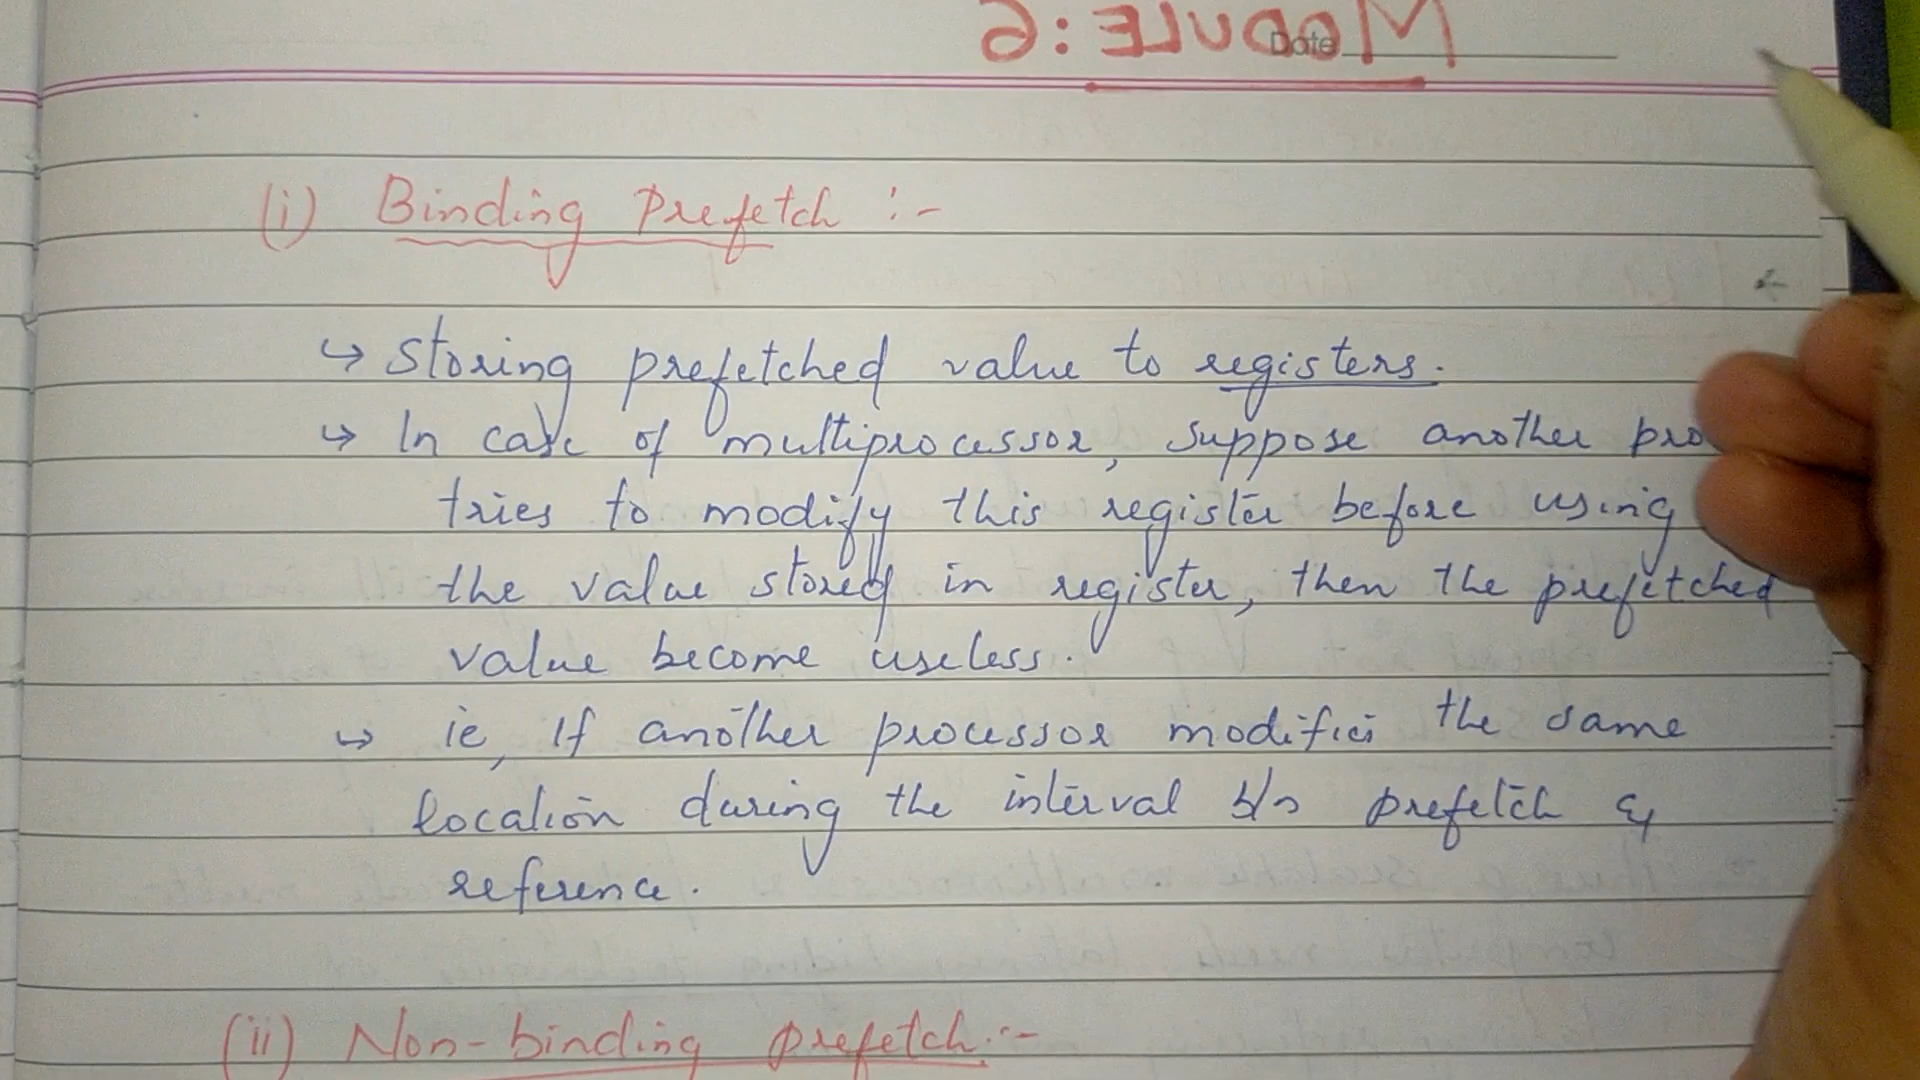 Date
MODULE : 6
(i) Binding Prefetch :-
↳ Storing prefetched value to registers.
↳ In case of multiprocessor, suppose another pro
tries to modify this register before using
the value stored in register, then the prefetched
value become useless.
↳ ie, If another processor modifies the same
location during the interval b/n prefetch &
reference.
(ii) Non-binding prefetch :-